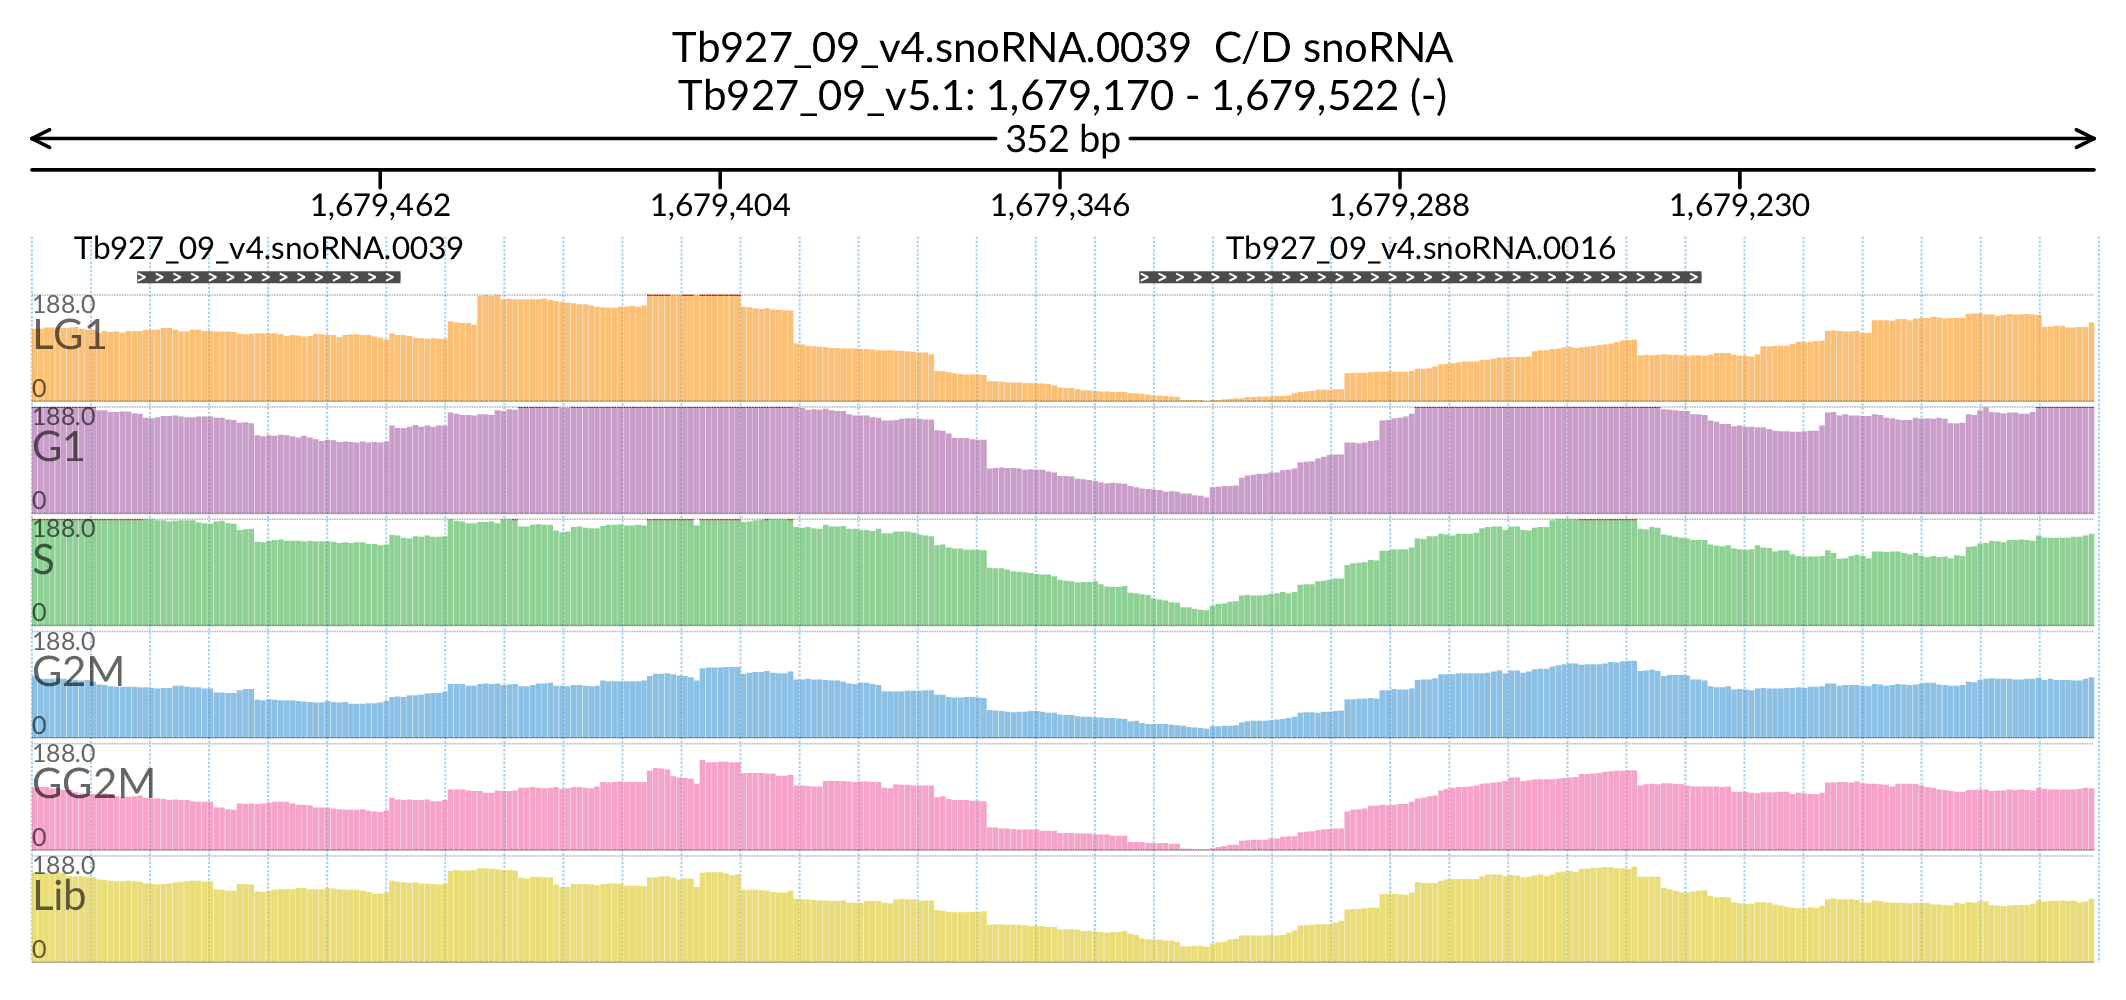 Tb927_09_v4.snoRNA.0039  C/D snoRNA
Tb927_09_v5.1: 1,679,170 - 1,679,522 (-)
352 bp
1,679,462 1,679,404 1,679,346 1,679,288 1,679,230
Tb927_09_v4.snoRNA.0039 Tb927_09_v4.snoRNA.0016
188.0
LG1
0
188.0
G1
0
188.0
S
0
188.0
G2M
0
188.0
GG2M
0
188.0
Lib
0